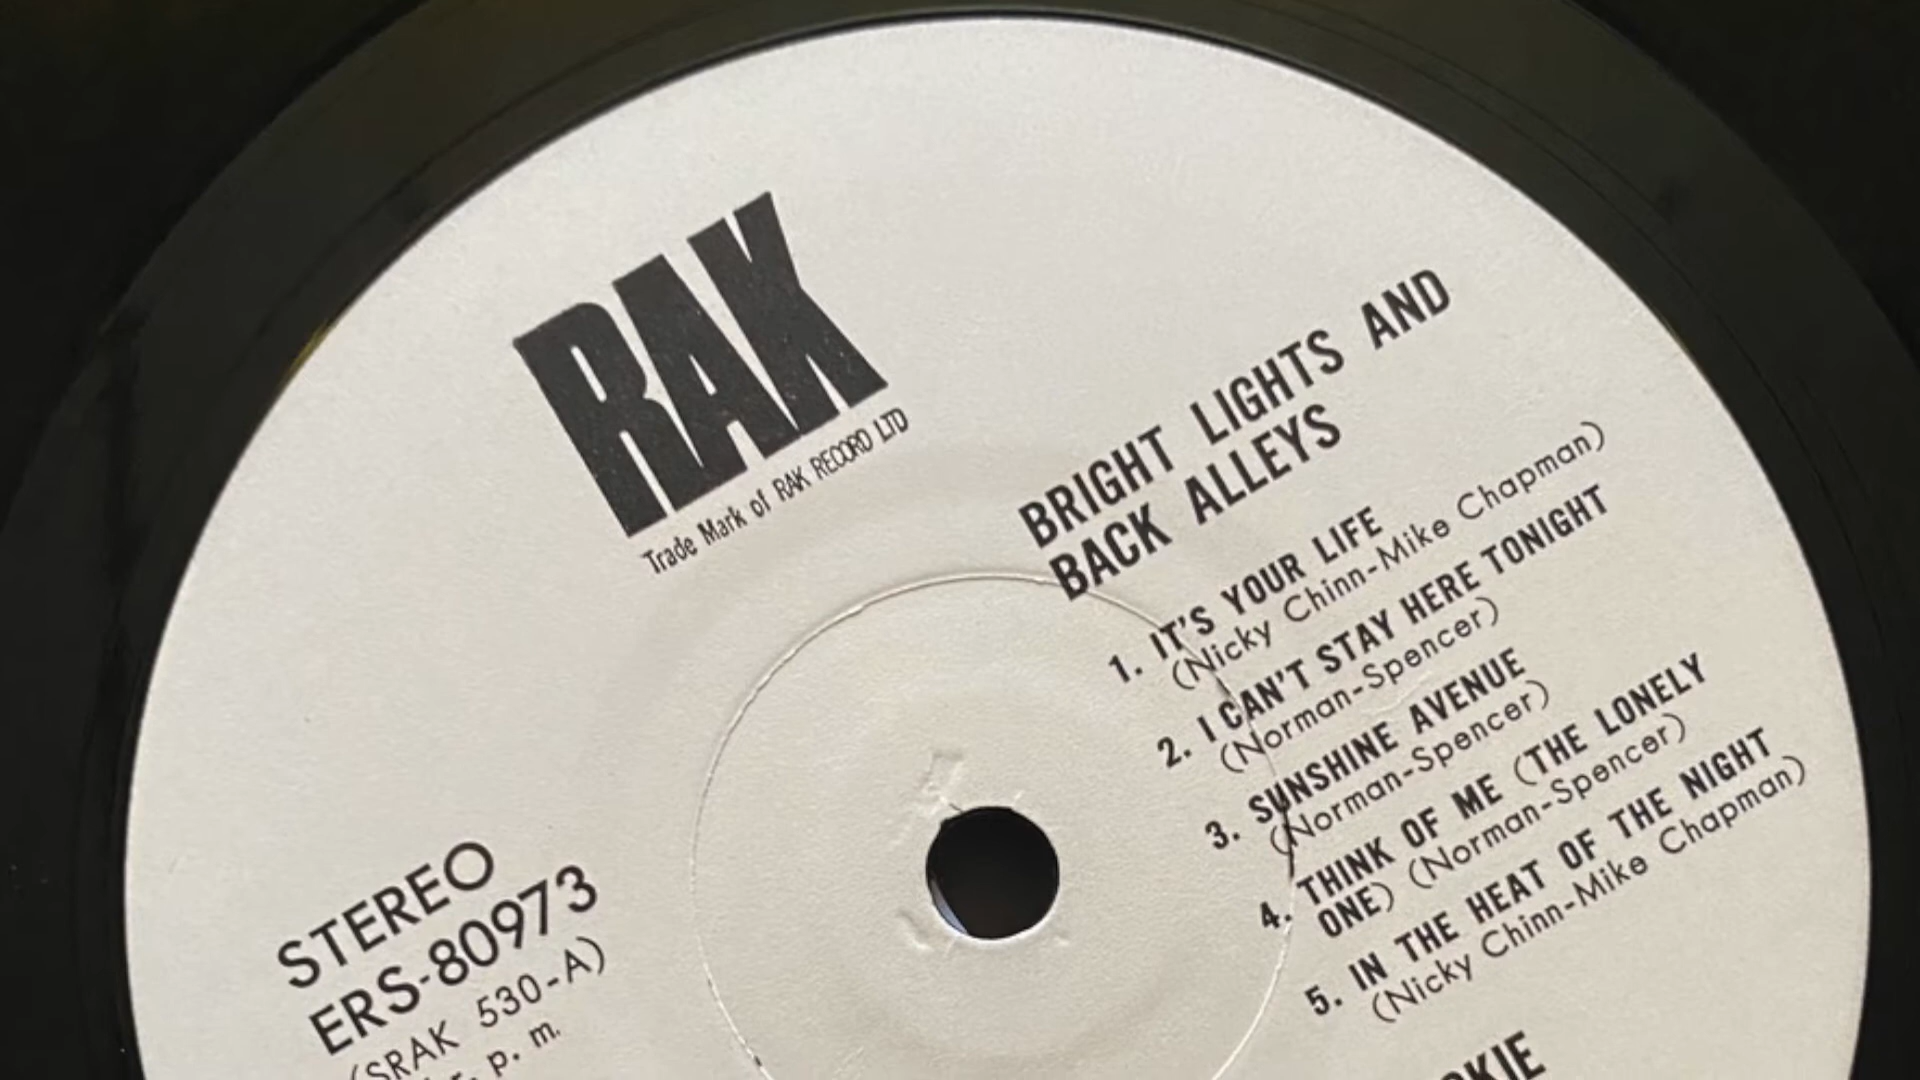 RAK
Trade Mark of RAK RECORD LTD
BRIGHT LIGHTS AND
BACK ALLEYS
1. IT'S YOUR LIFE
(Nicky Chinn-Mike Chapman)
2. I CAN'T STAY HERE TONIGHT
(Norman-Spencer)
3. SUNSHINE AVENUE
(Norman-Spencer)
4. THINK OF ME (THE LONELY
ONE) (Norman-Spencer)
5. IN THE HEAT OF THE NIGHT
(Nicky Chinn-Mike Chapman)
STEREO
ERS-80973
(SRAK 530-A)
p. m.